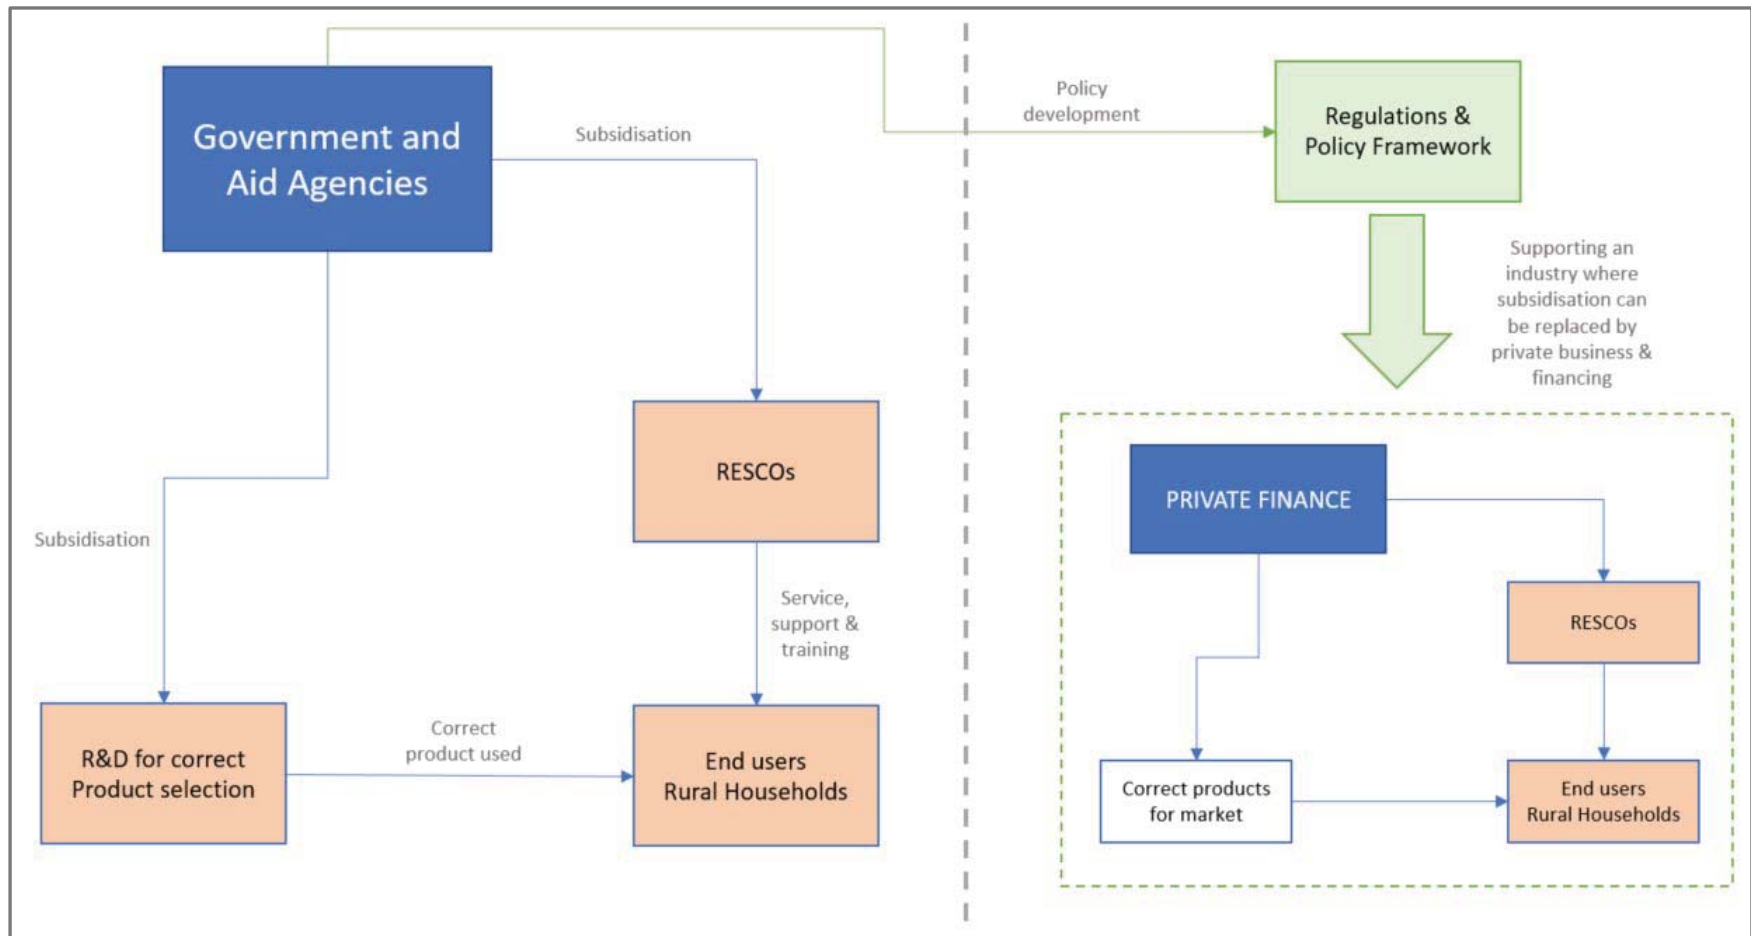 Government and
Aid Agencies
Subsidisation
Subsidisation
RESCOs
Service,
support &
training
R&D for correct
Product selection
Correct
product used
End users
Rural Households
Policy
development
Regulations &
Policy Framework
Supporting an
industry where
subsidisation can
be replaced by
private business &
financing
PRIVATE FINANCE
RESCOs
Correct products
for market
End users
Rural Households